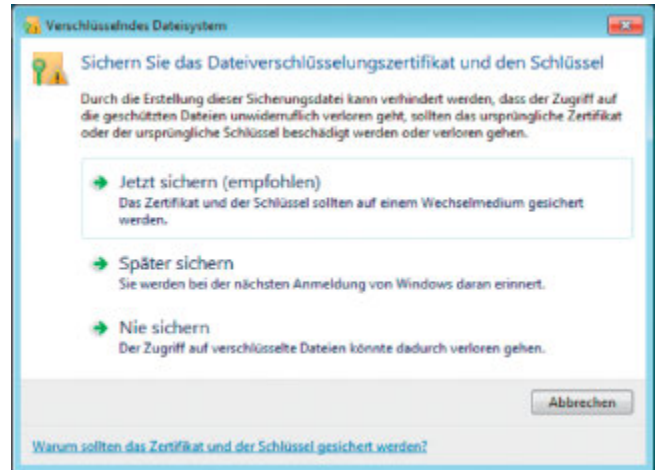 Verschlüsselndes Dateisystem
Sichern Sie das Dateiverschlüsselungszertifikat und den Schlüssel
Durch die Erstellung dieser Sicherungsdatei kann verhindert werden, dass der Zugriff auf
die geschützten Dateien unwiderruflich verloren geht, sollten das ursprüngliche Zertifikat
oder der ursprüngliche Schlüssel beschädigt werden oder verloren gehen.
Jetzt sichern (empfohlen)
Das Zertifikat und der Schlüssel sollten auf einem Wechselmedium gesichert
werden.
Später sichern
Sie werden bei der nächsten Anmeldung von Windows daran erinnert.
Nie sichern
Der Zugriff auf verschlüsselte Dateien könnte dadurch verloren gehen.
Abbrechen
Warum sollten das Zertifikat und der Schlüssel gesichert werden?